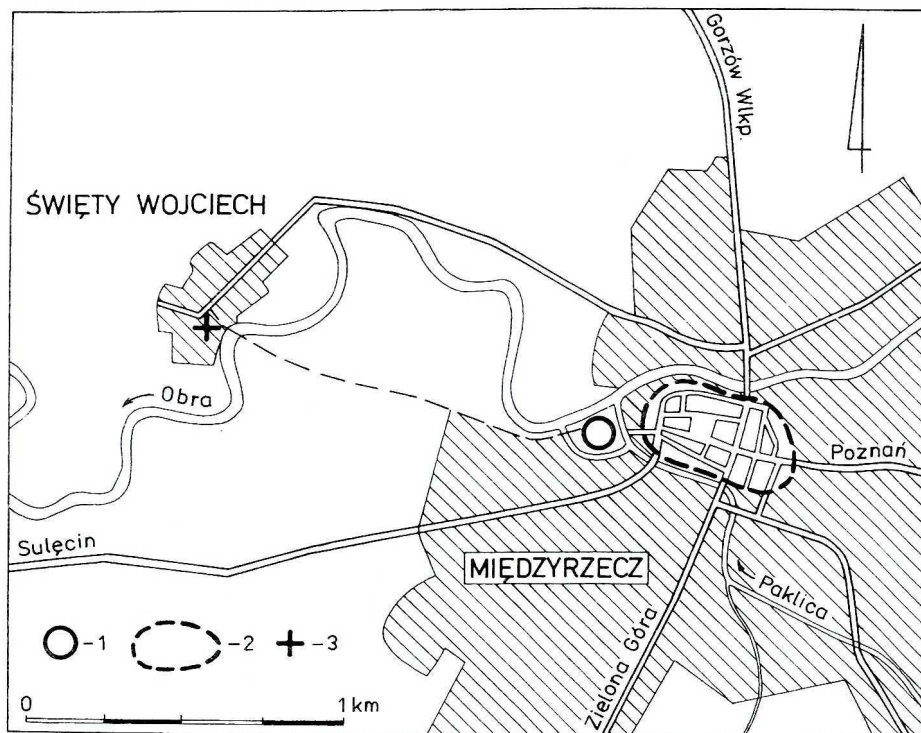 Gorzów Wlkp.
ŚWIĘTY WOJCIECH
Obra
Poznań
Sulęcin
MIĘDZYRZECZ
Paklica
Zielona Góra
-1
-2
-3
0 1 km